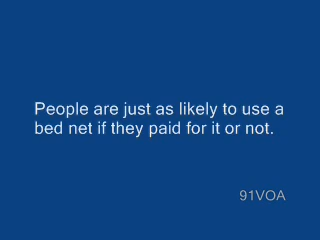 People are just as likely to use a
bed net if they paid for it or not.
91VOA